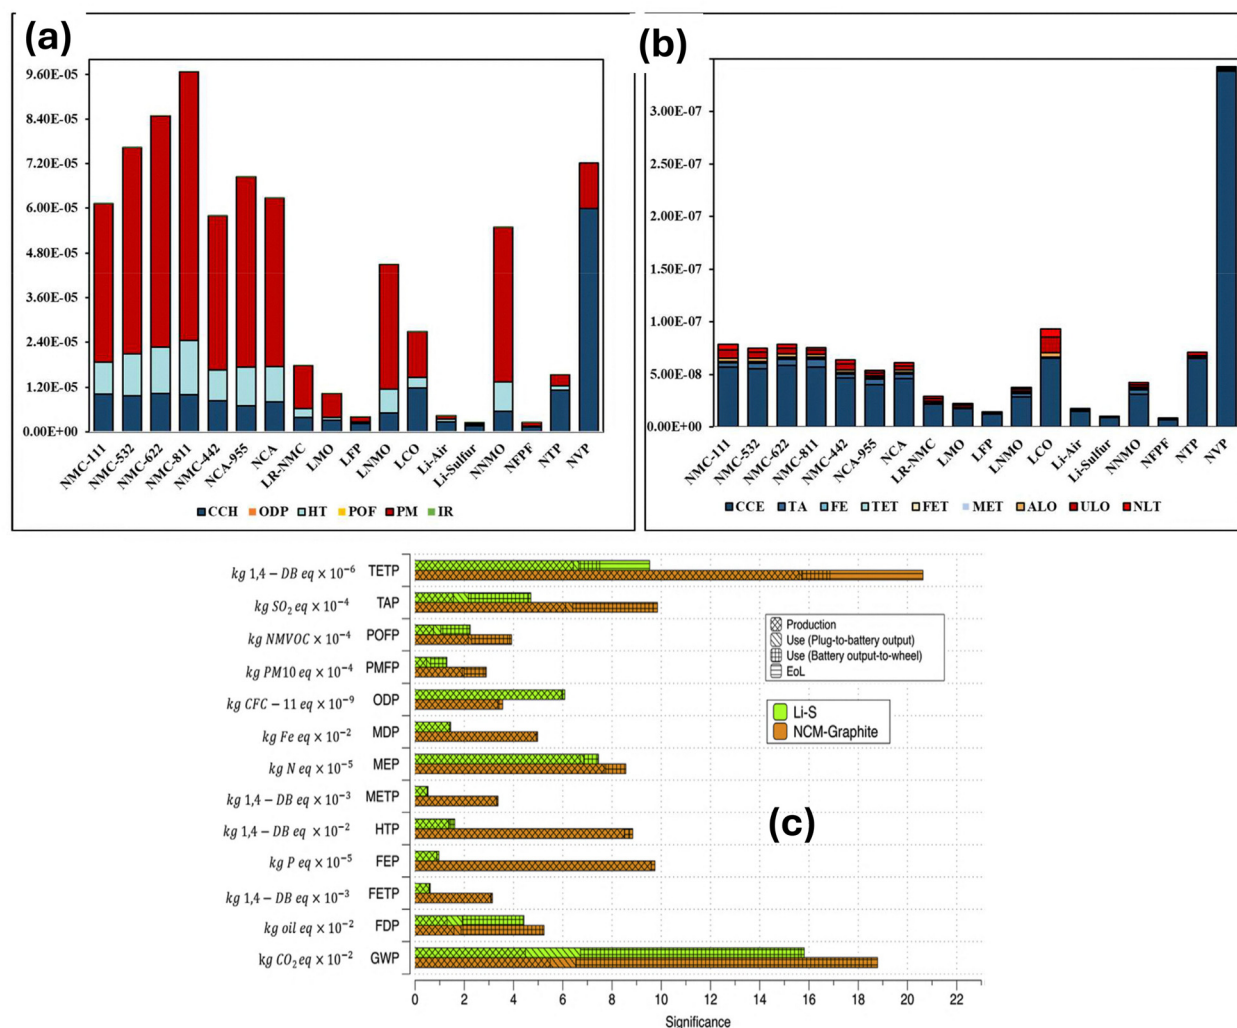 (a)
9.60E-05
8.40E-05
7.20E-05
6.00E-05
4.80E-05
3.60E-05
2.40E-05
1.20E-05
0.00E+00
NMC-111
NMC-532
NMC-622
NMC-811
NMC-442
NCA-955
NCA
LR-NMC
LMO
LFP
LNMO
LCO
Li-Air
Li-Sulfur
NNMO
NFPF
NTP
NVP
CCH ODP HT POF PM IR
(b)
3.00E-07
2.50E-07
2.00E-07
1.50E-07
1.00E-07
5.00E-08
0.00E+00
NMC-111
NMC-532
NMC-622
NMC-811
NMC-442
NCA-955
NCA
LR-NMC
LMO
LFP
LNMO
LCO
Li-Air
Li-Sulfur
NNMO
NFPF
NTP
NVP
CCE TA FE TET FET MET ALO ULO NLT
kg 1,4 − DB eq × 10⁻⁶ TETP
kg SO₂ eq × 10⁻⁴ TAP
kg NMVOC × 10⁻⁴ POFP
kg PM10 eq × 10⁻⁴ PMFP
kg CFC − 11 eq × 10⁻⁹ ODP
kg Fe eq × 10⁻² MDP
kg N eq × 10⁻⁵ MEP
kg 1,4 − DB eq × 10⁻³ METP
kg 1,4 − DB eq × 10⁻² HTP
kg P eq × 10⁻⁵ FEP
kg 1,4 − DB eq × 10⁻³ FETP
kg oil eq × 10⁻² FDP
kg CO₂ eq × 10⁻² GWP
Production
Use (Plug-to-battery output)
Use (Battery output-to-wheel)
EoL
Li-S
NCM-Graphite
(c)
0 2 4 6 8 10 12 14 16 18 20 22
Significance